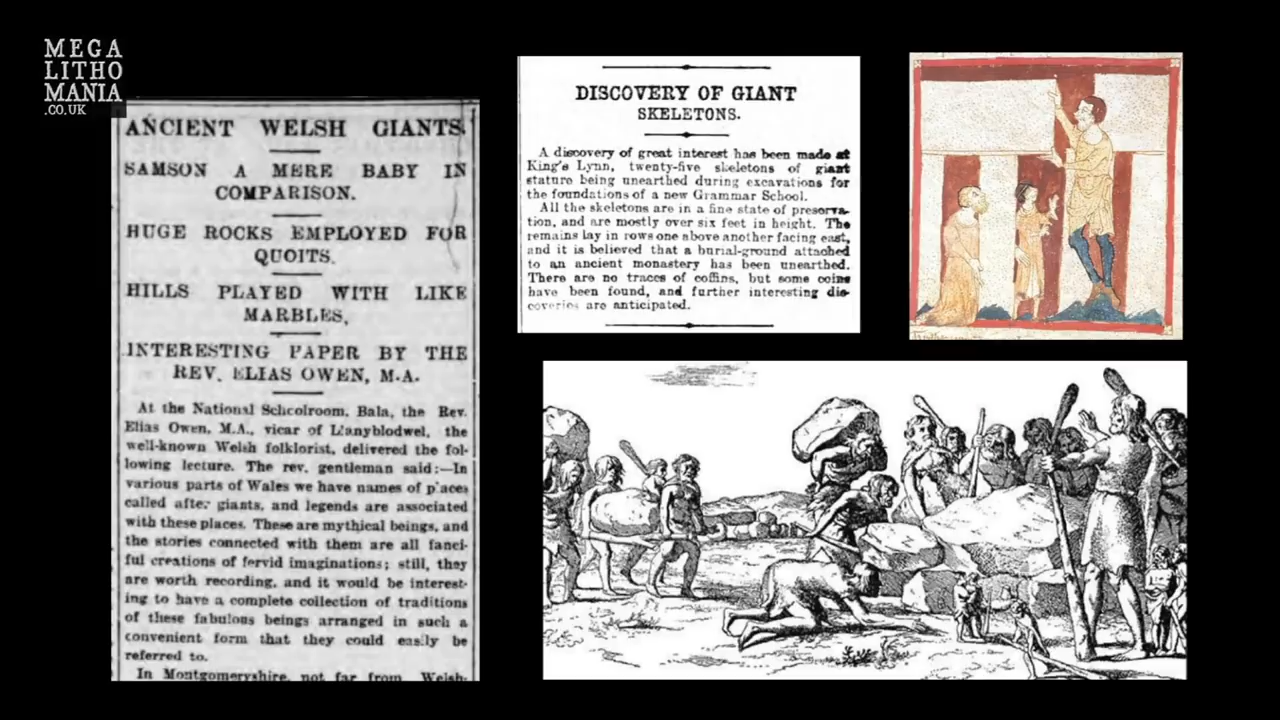 MEGA
LITHO
MANIA
.CO.UK
ANCIENT WELSH GIANTS.
SAMSON A MERE BABY IN
COMPARISON.
HUGE ROCKS EMPLOYED FOR
QUOITS.
HILLS PLAYED WITH LIKE
MARBLES.
INTERESTING PAPER BY THE
REV. ELIAS OWEN, M.A.
At the National Schoolroom, Bala, the Rev.
Elias Owen, M.A., vicar of Llanyblodwel, the
well-known Welsh folklorist, delivered the fol-
lowing lecture. The rev. gentleman said:—In
various parts of Wales we have names of places
called after giants, and legends are associated
with these places. These are mythical beings, and
the stories connected with them are all fanci-
ful creations of fervid imaginations; still, they
are worth recording, and it would be interest-
ing to have a complete collection of traditions
of these fabulous beings arranged in such a
convenient form that they could easily be
referred to.
In Montgomeryshire, not far from Welsh-
DISCOVERY OF GIANT
SKELETONS.
A discovery of great interest has been made at
King's Lynn, twenty-five skeletons of giant
stature being unearthed during excavations for
the foundations of a new Grammar School.
All the skeletons are in a fine state of preserva-
tion, and are mostly over six feet in height. The
remains lay in rows one above another facing east,
and it is believed that a burial-ground attached
to an ancient monastery has been unearthed.
There are no traces of coffins, but some coins
have been found, and further interesting dis-
coveries are anticipated.